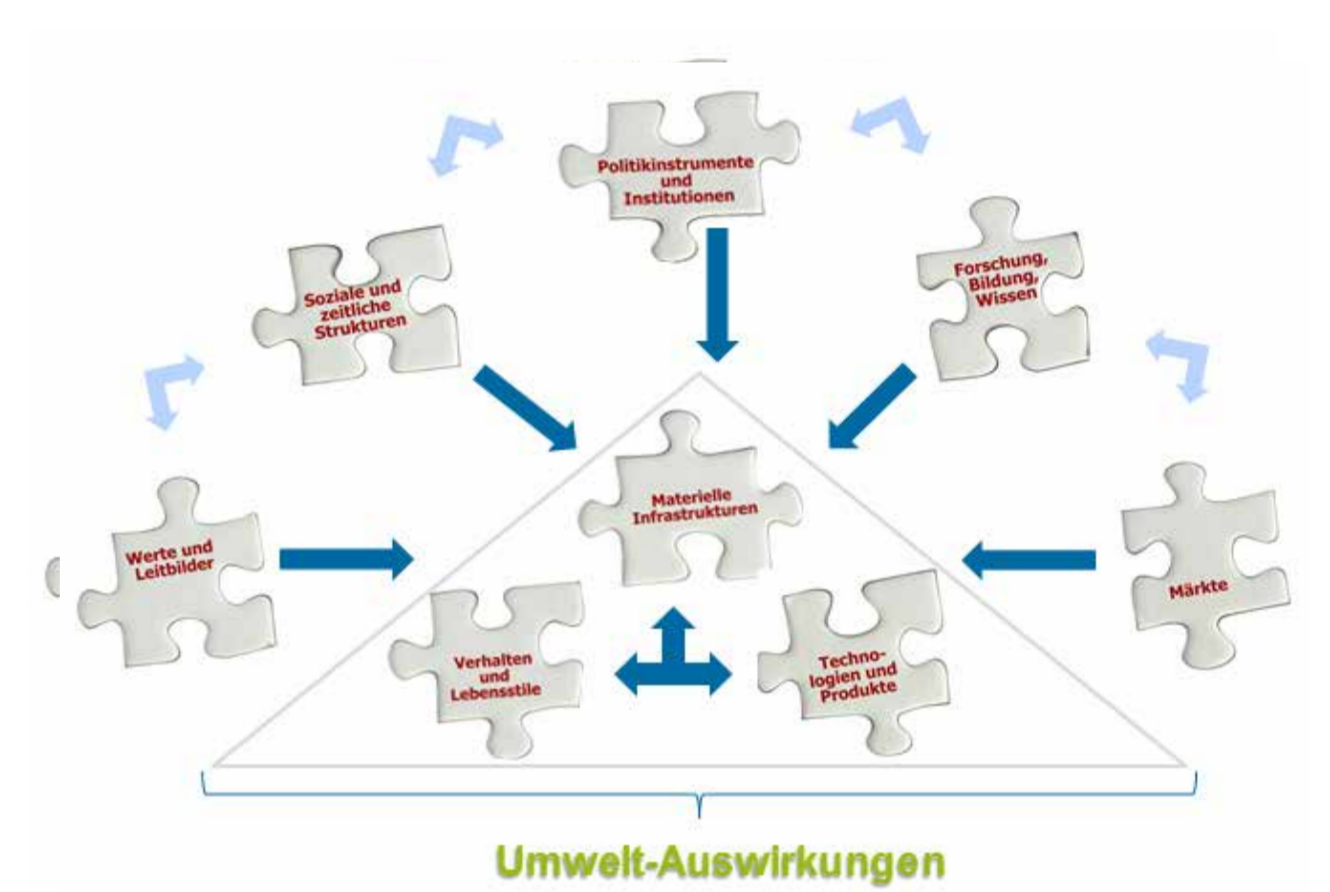 Politikinstrumente
und
Institutionen
Soziale und
zeitliche
Strukturen
Forschung,
Bildung,
Wissen
Werte und
Leitbilder
Materielle
Infrastrukturen
Märkte
Verhalten
und
Lebensstile
Techno-
logien und
Produkte
Umwelt-Auswirkungen